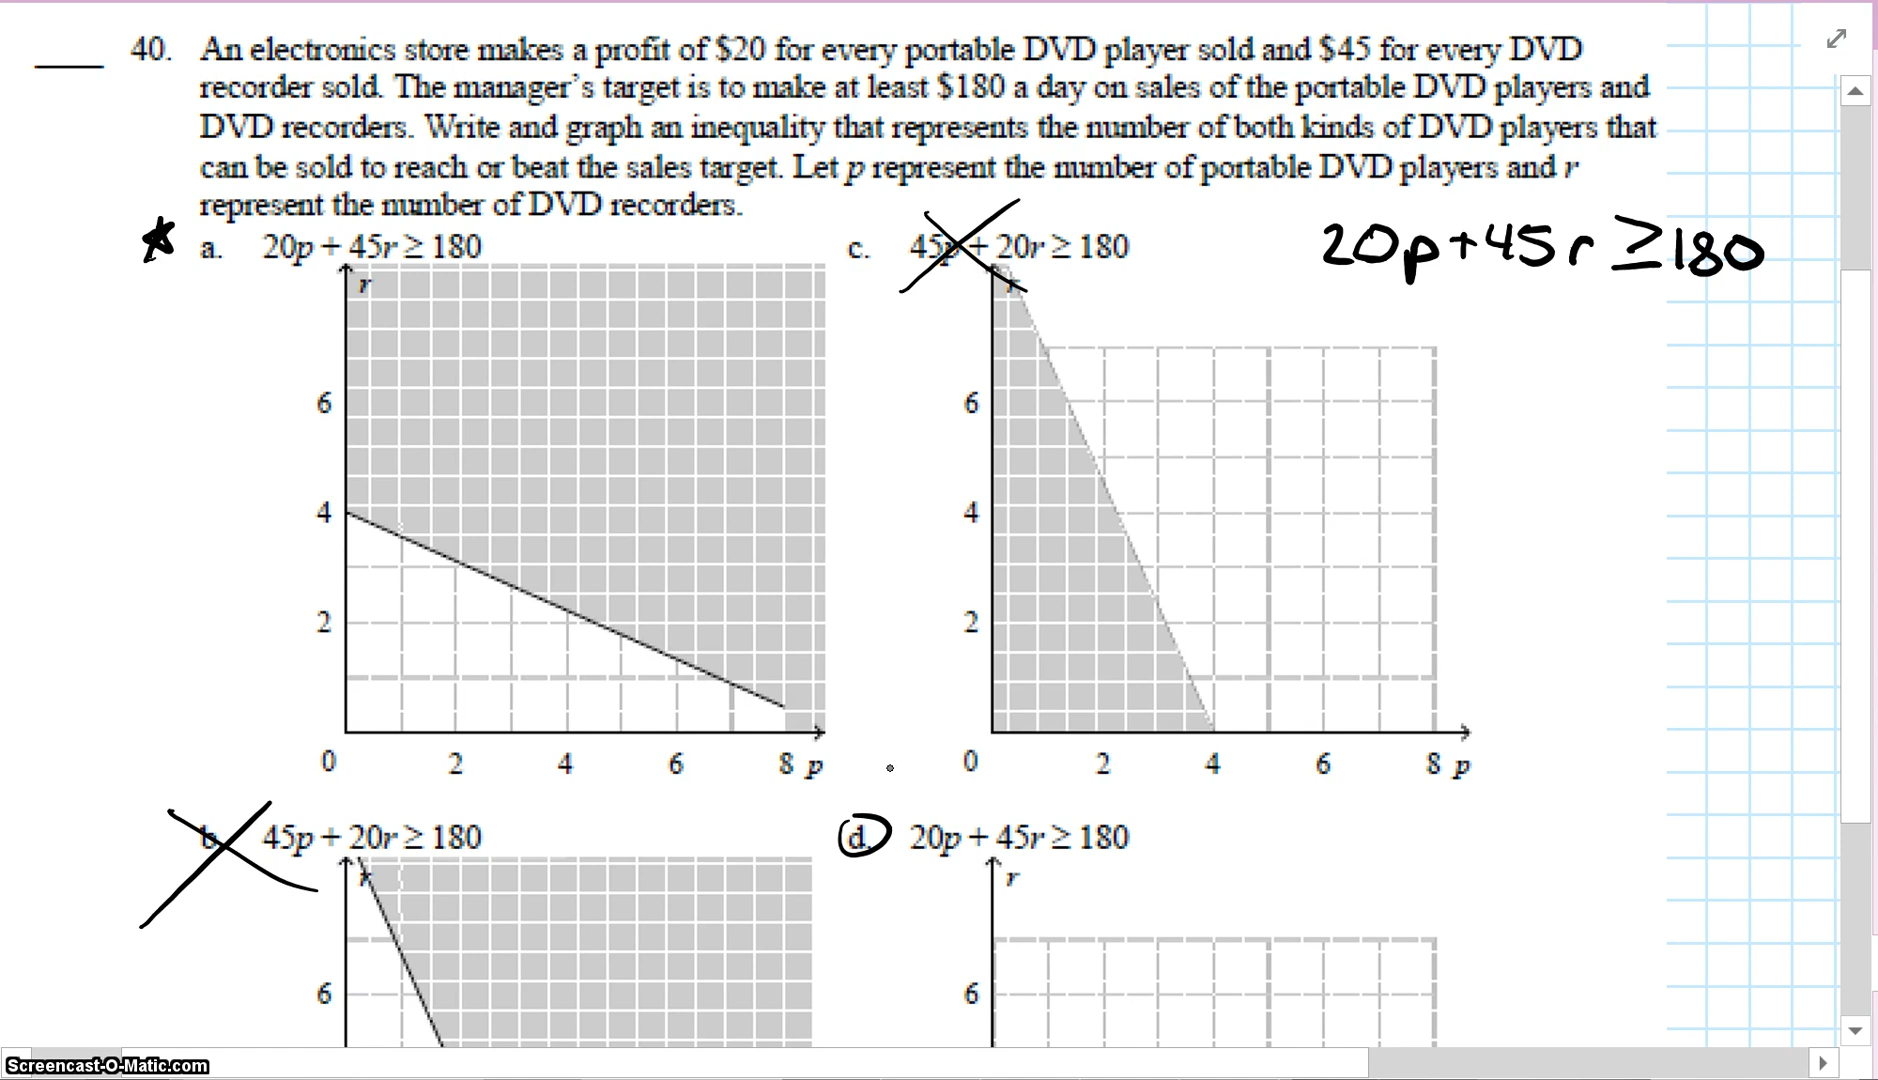 40. An electronics store makes a profit of $20 for every portable DVD player sold and $45 for every DVD
recorder sold. The manager's target is to make at least $180 a day on sales of the portable DVD players and
DVD recorders. Write and graph an inequality that represents the number of both kinds of DVD players that
can be sold to reach or beat the sales target. Let p represent the number of portable DVD players and r
represent the number of DVD recorders.
a. 20p + 45r ≥ 180
c. 45p + 20r ≥ 180
20p+45r ≥180
r
6
4
2
0 2 4 6 8 p
r
6
4
2
0 2 4 6 8 p
b. 45p + 20r ≥ 180
d. 20p + 45r ≥ 180
r
6
r
6
Screencast-O-Matic.com